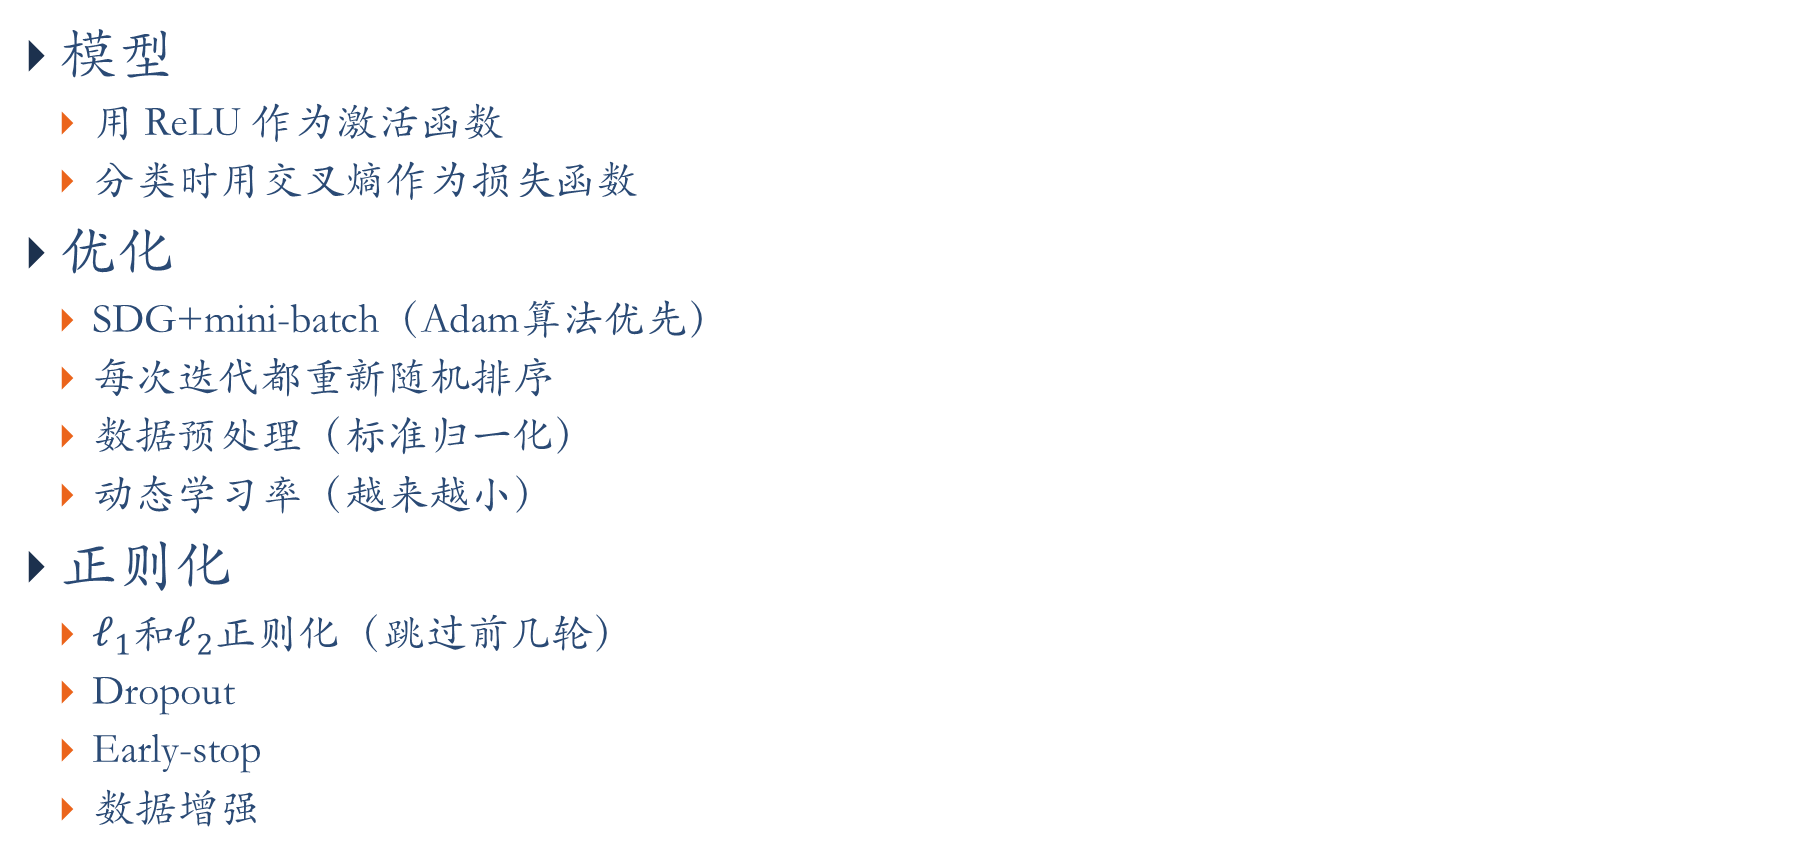 模型
用 ReLU 作为激活函数
分类时用交叉熵作为损失函数
优化
SDG+mini-batch（Adam算法优先）
每次迭代都重新随机排序
数据预处理（标准归一化）
动态学习率（越来越小）
正则化
ℓ₁和ℓ₂正则化（跳过前几轮）
Dropout
Early-stop
数据增强